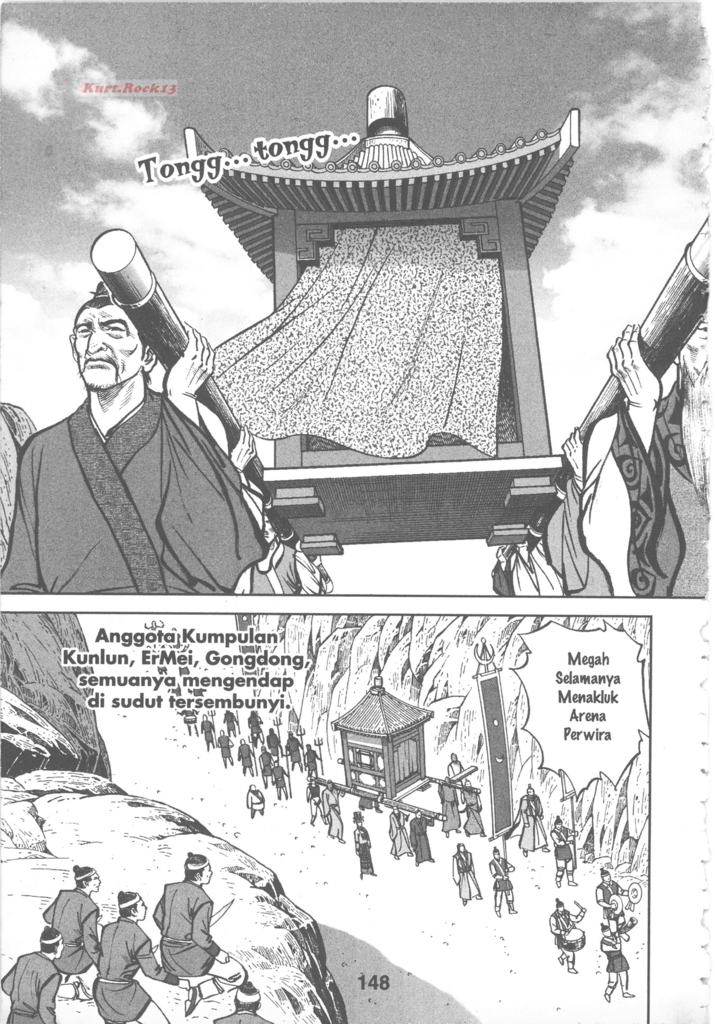 Kurt.Rock13
Tongg... tongg...
Anggota Kumpulan
Kunlun, ErMei, Gongdong,
semuanya mengendap
di sudut tersembunyi.
Megah
Selamanya
Menakluk
Arena
Perwira
148